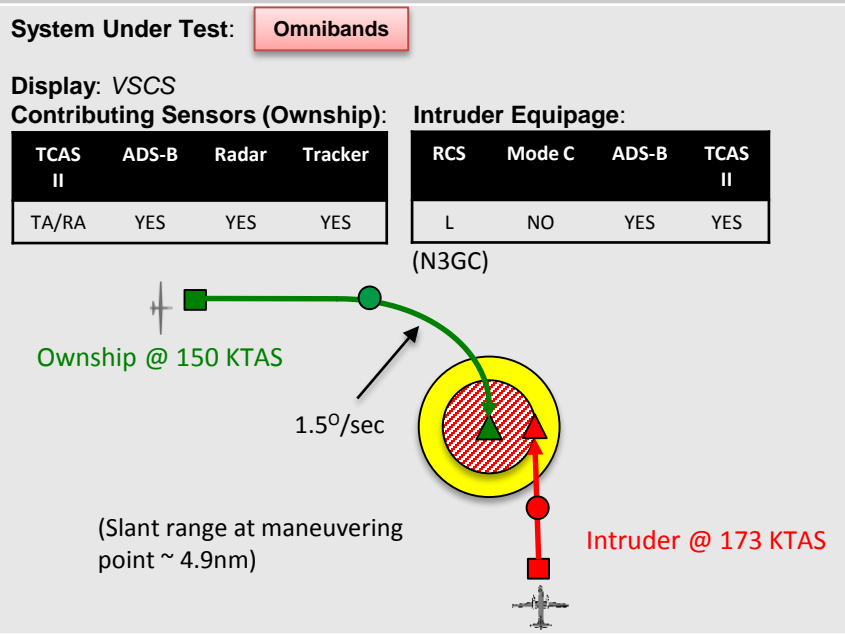 System Under Test: Omnibands
Display: VSCS
Contributing Sensors (Ownship): Intruder Equipage:
TCAS II ADS-B Radar Tracker
TA/RA YES YES YES
RCS Mode C ADS-B TCAS II
L NO YES YES
(N3GC)
Ownship @ 150 KTAS
1.5⁰/sec
(Slant range at maneuvering
point ~ 4.9nm)
Intruder @ 173 KTAS